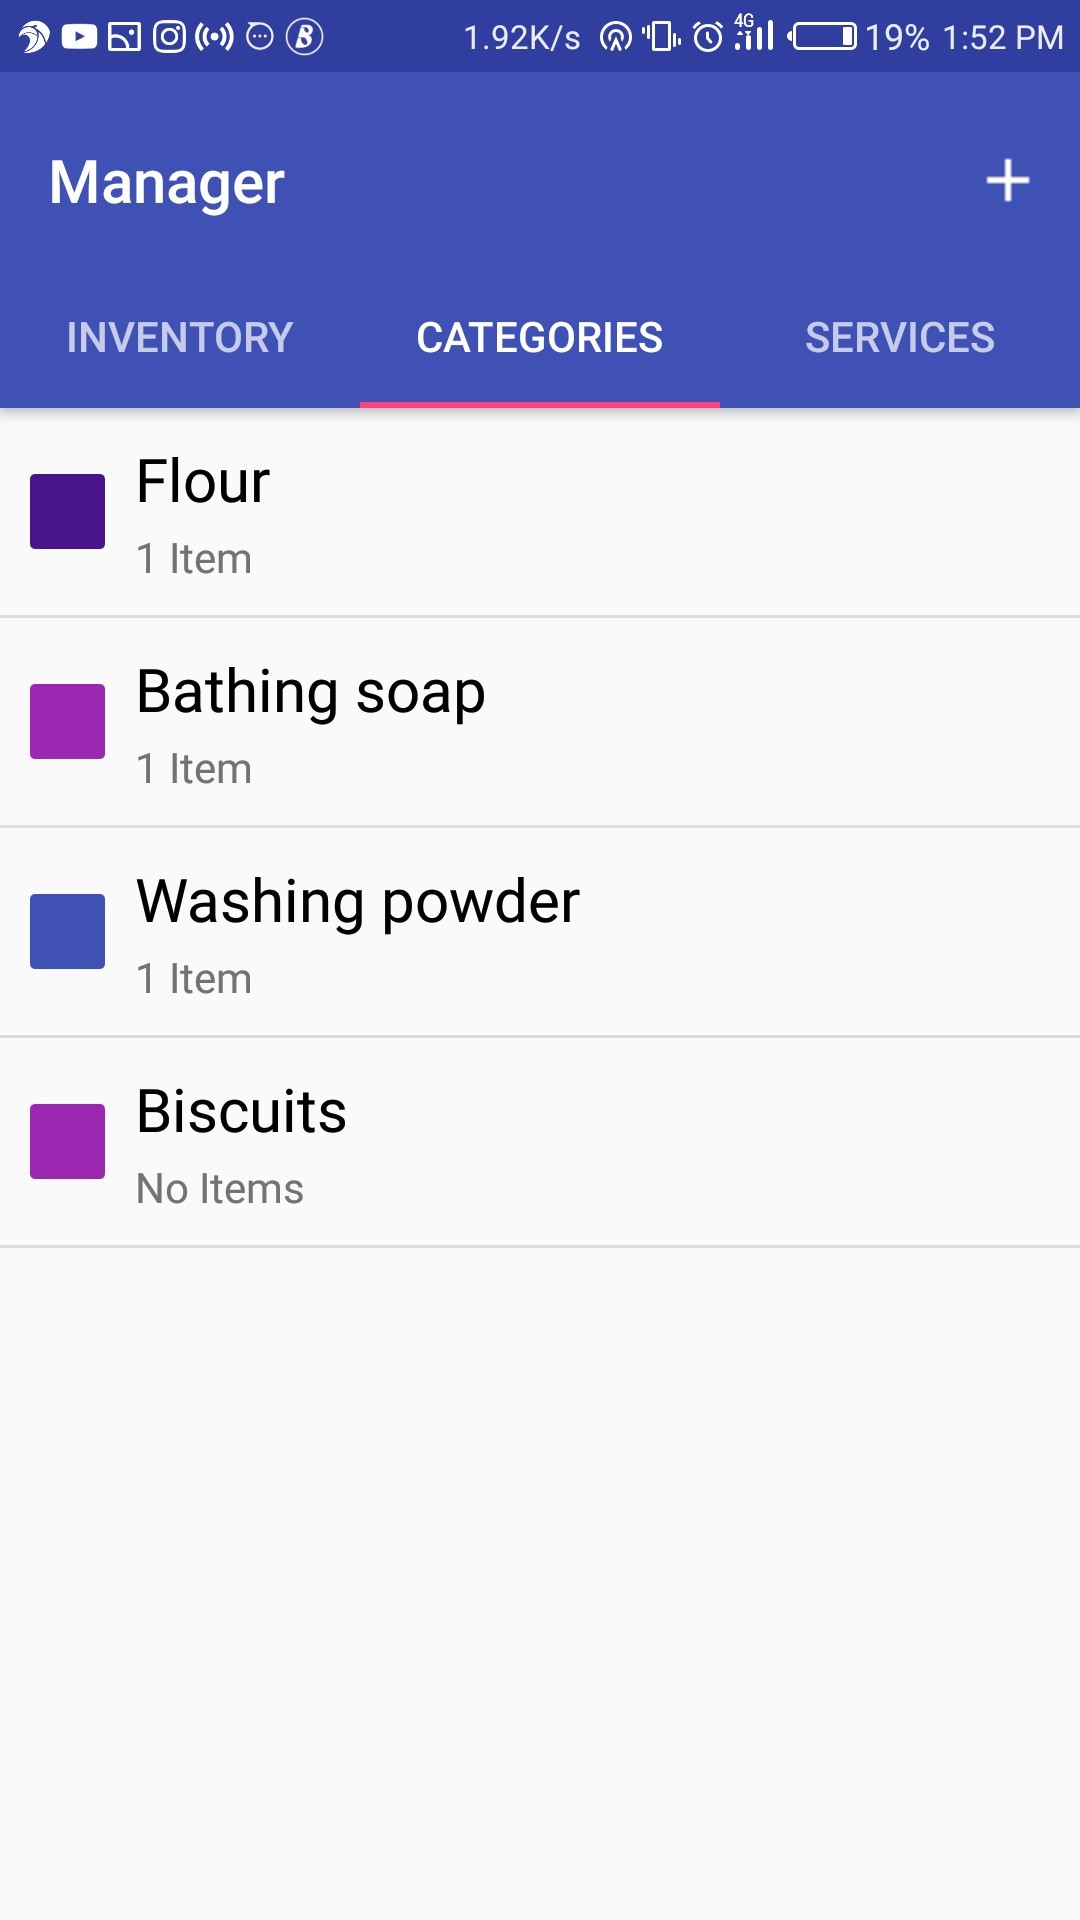 1.92K/s 4G 19% 1:52 PM
Manager
INVENTORY CATEGORIES SERVICES
Flour
1 Item
Bathing soap
1 Item
Washing powder
1 Item
Biscuits
No Items